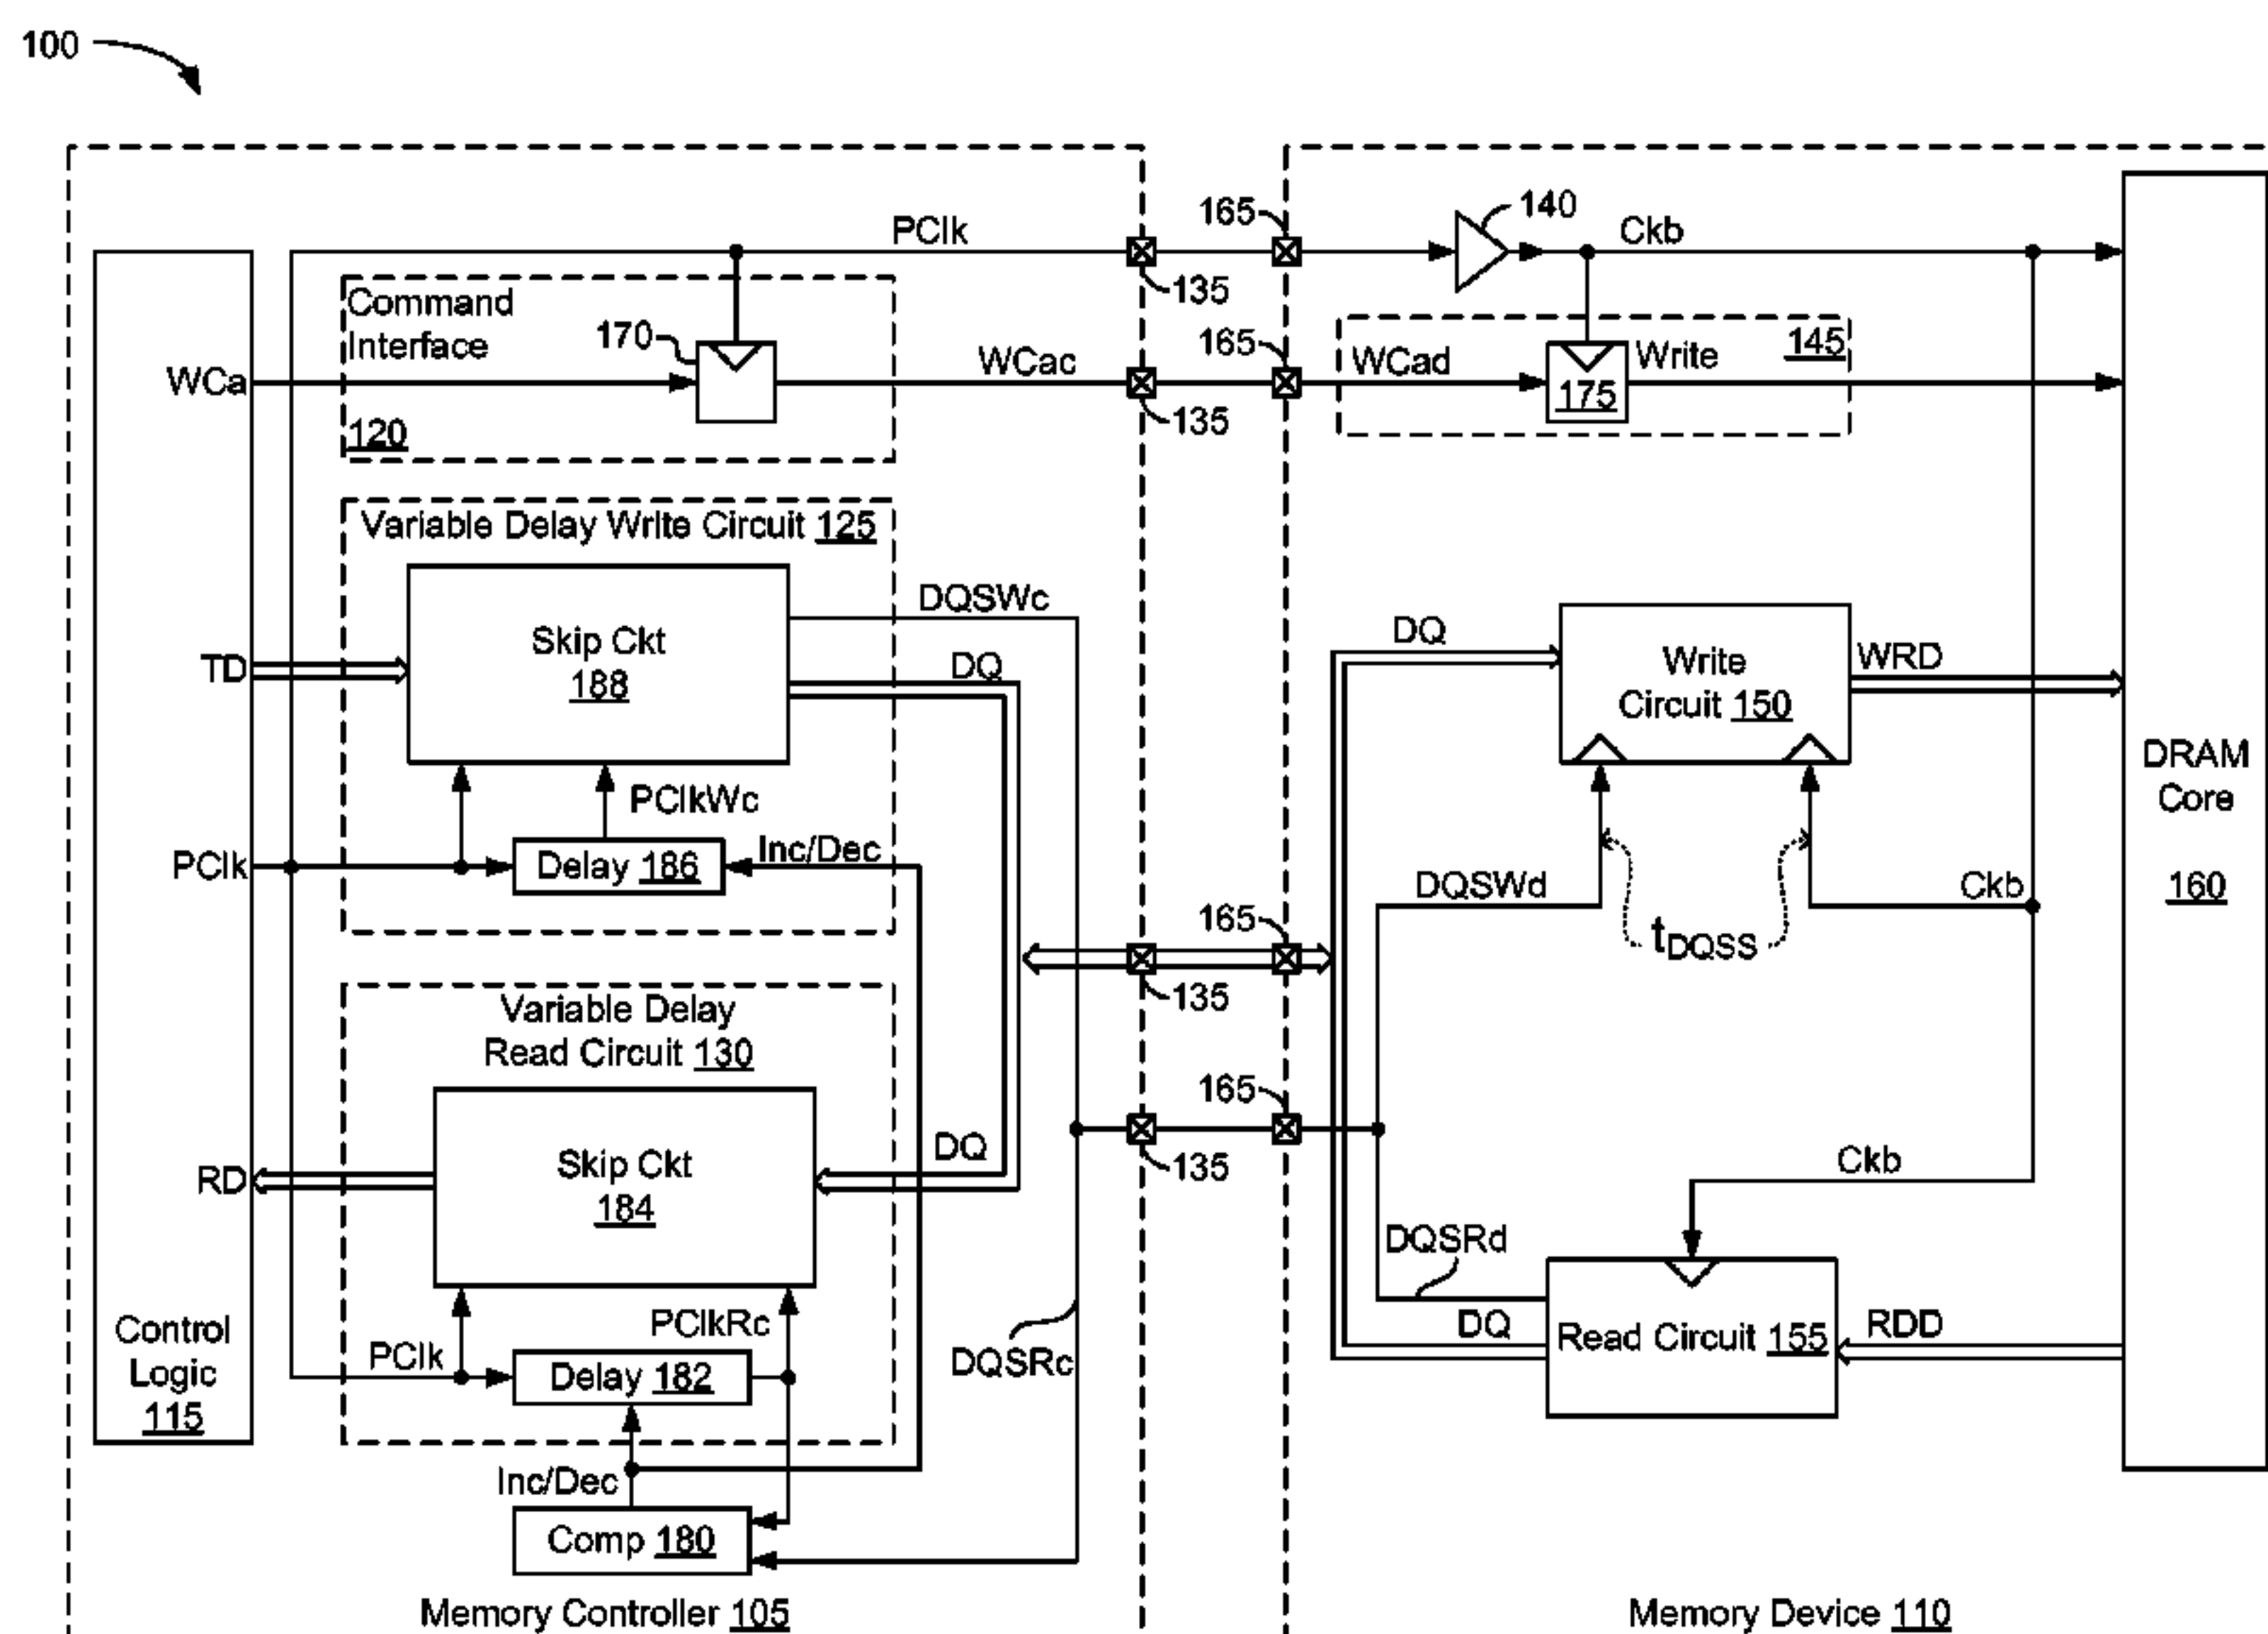 100
PClk
165
140
Ckb
135
Command
Interface
170
WCa
WCac
165
WCad
Write
145
175
120
135
Variable Delay Write Circuit 125
Skip Ckt
188
DQSWc
DQ
TD
PClkWc
PClk
Delay 186
Inc/Dec
DQ
Write
Circuit 150
WRD
DRAM
Core
160
DQSWd
Ckb
tDQSS
165
135
Variable Delay
Read Circuit 130
Skip Ckt
184
DQ
RD
165
135
Ckb
DQSRd
DQ
Read Circuit 155
RDD
PClkRc
PClk
Delay 182
DQSRc
Control
Logic
115
Inc/Dec
Comp 180
Memory Controller 105
Memory Device 110